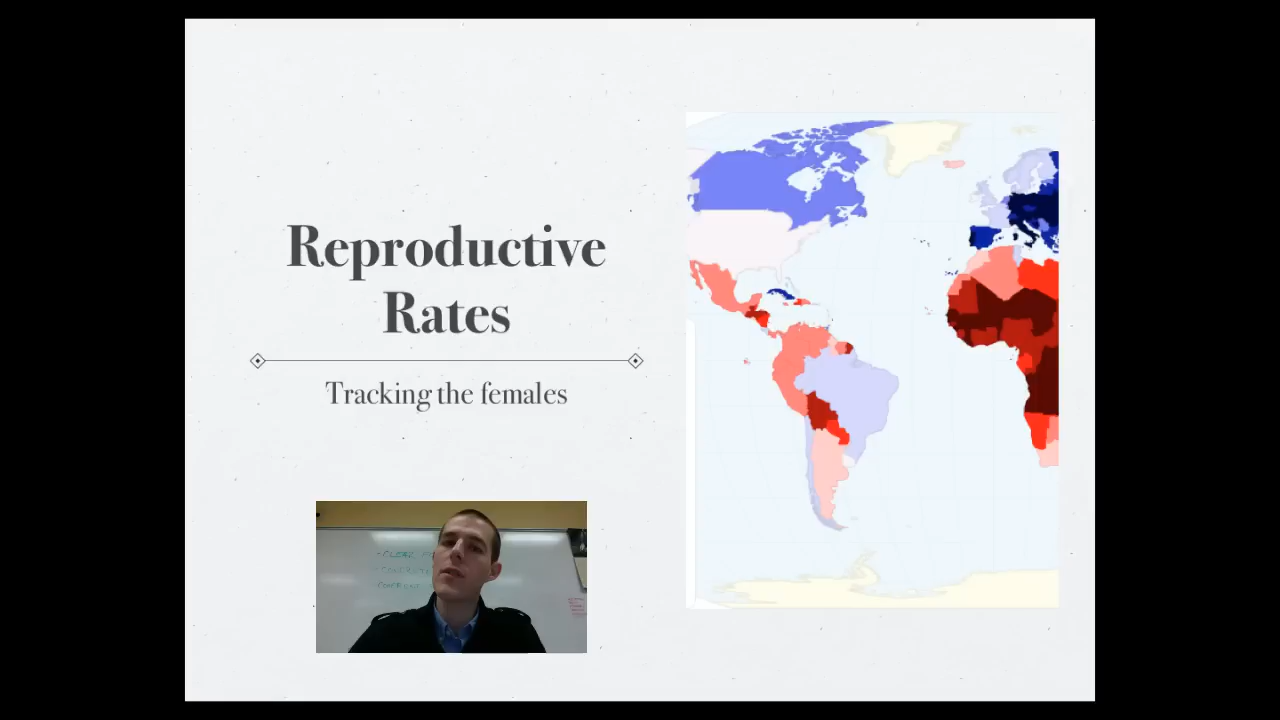 Reproductive
Rates
Tracking the females